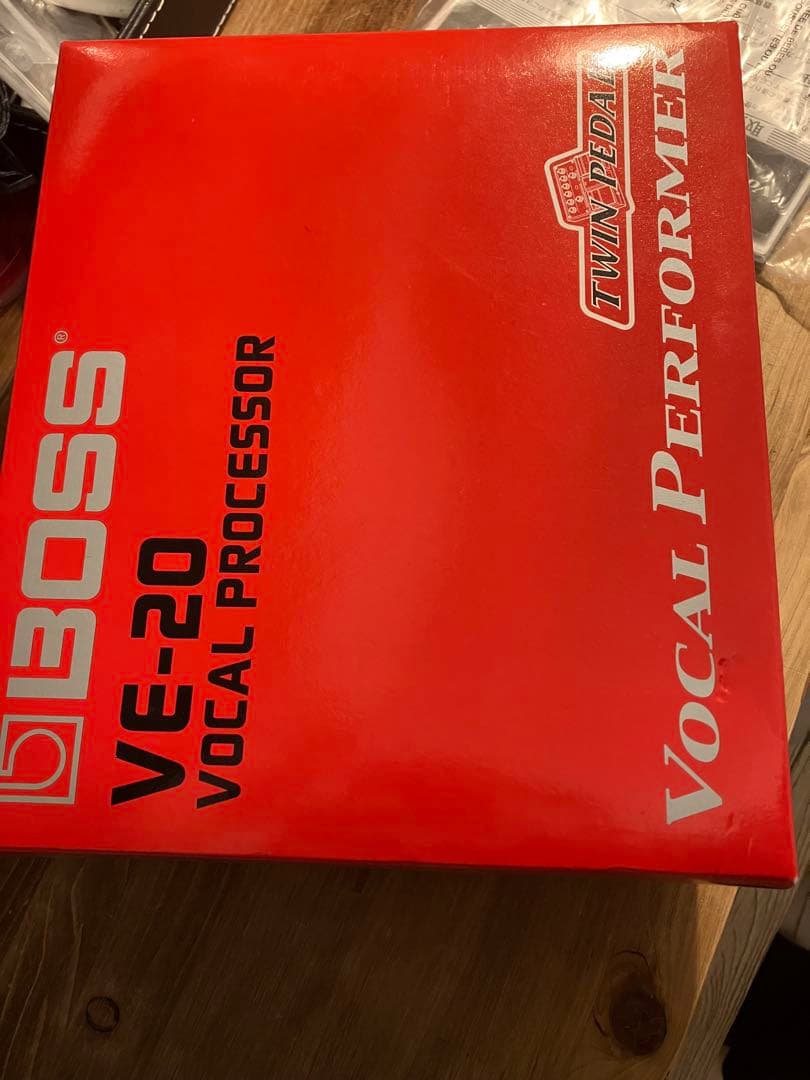 BOSS®
VE-20
VOCAL PROCESSOR
TWIN PEDAL
VOCAL PERFORMER